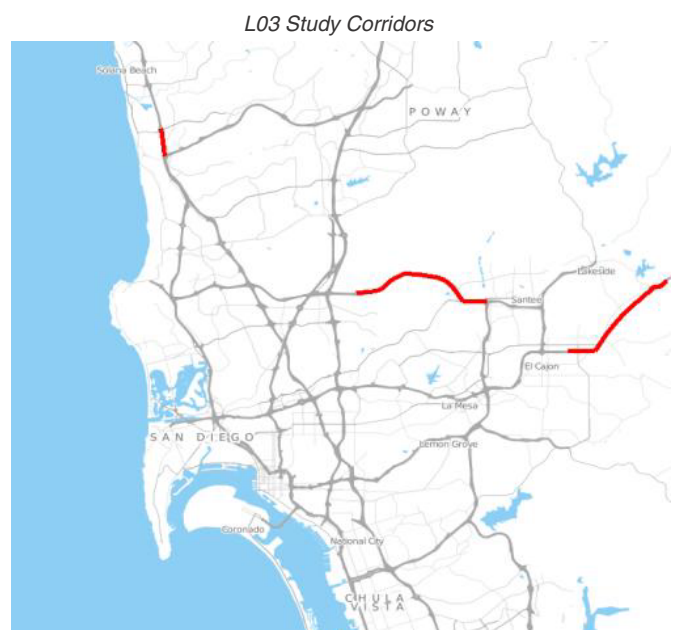 L03 Study Corridors
Solana Beach
POWAY
Lakeside
Santee
El Cajon
La Mesa
SAN DIEGO
Lemon Grove
Coronado
National City
CHULA
VISTA